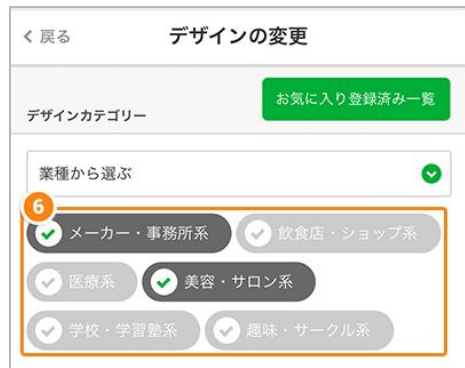 戻る デザインの変更
お気に入り登録済み一覧
デザインカテゴリー
業種から選ぶ
6
メーカー・事務所系 飲食店・ショップ系
医療系 美容・サロン系
学校・学習塾系 趣味・サークル系